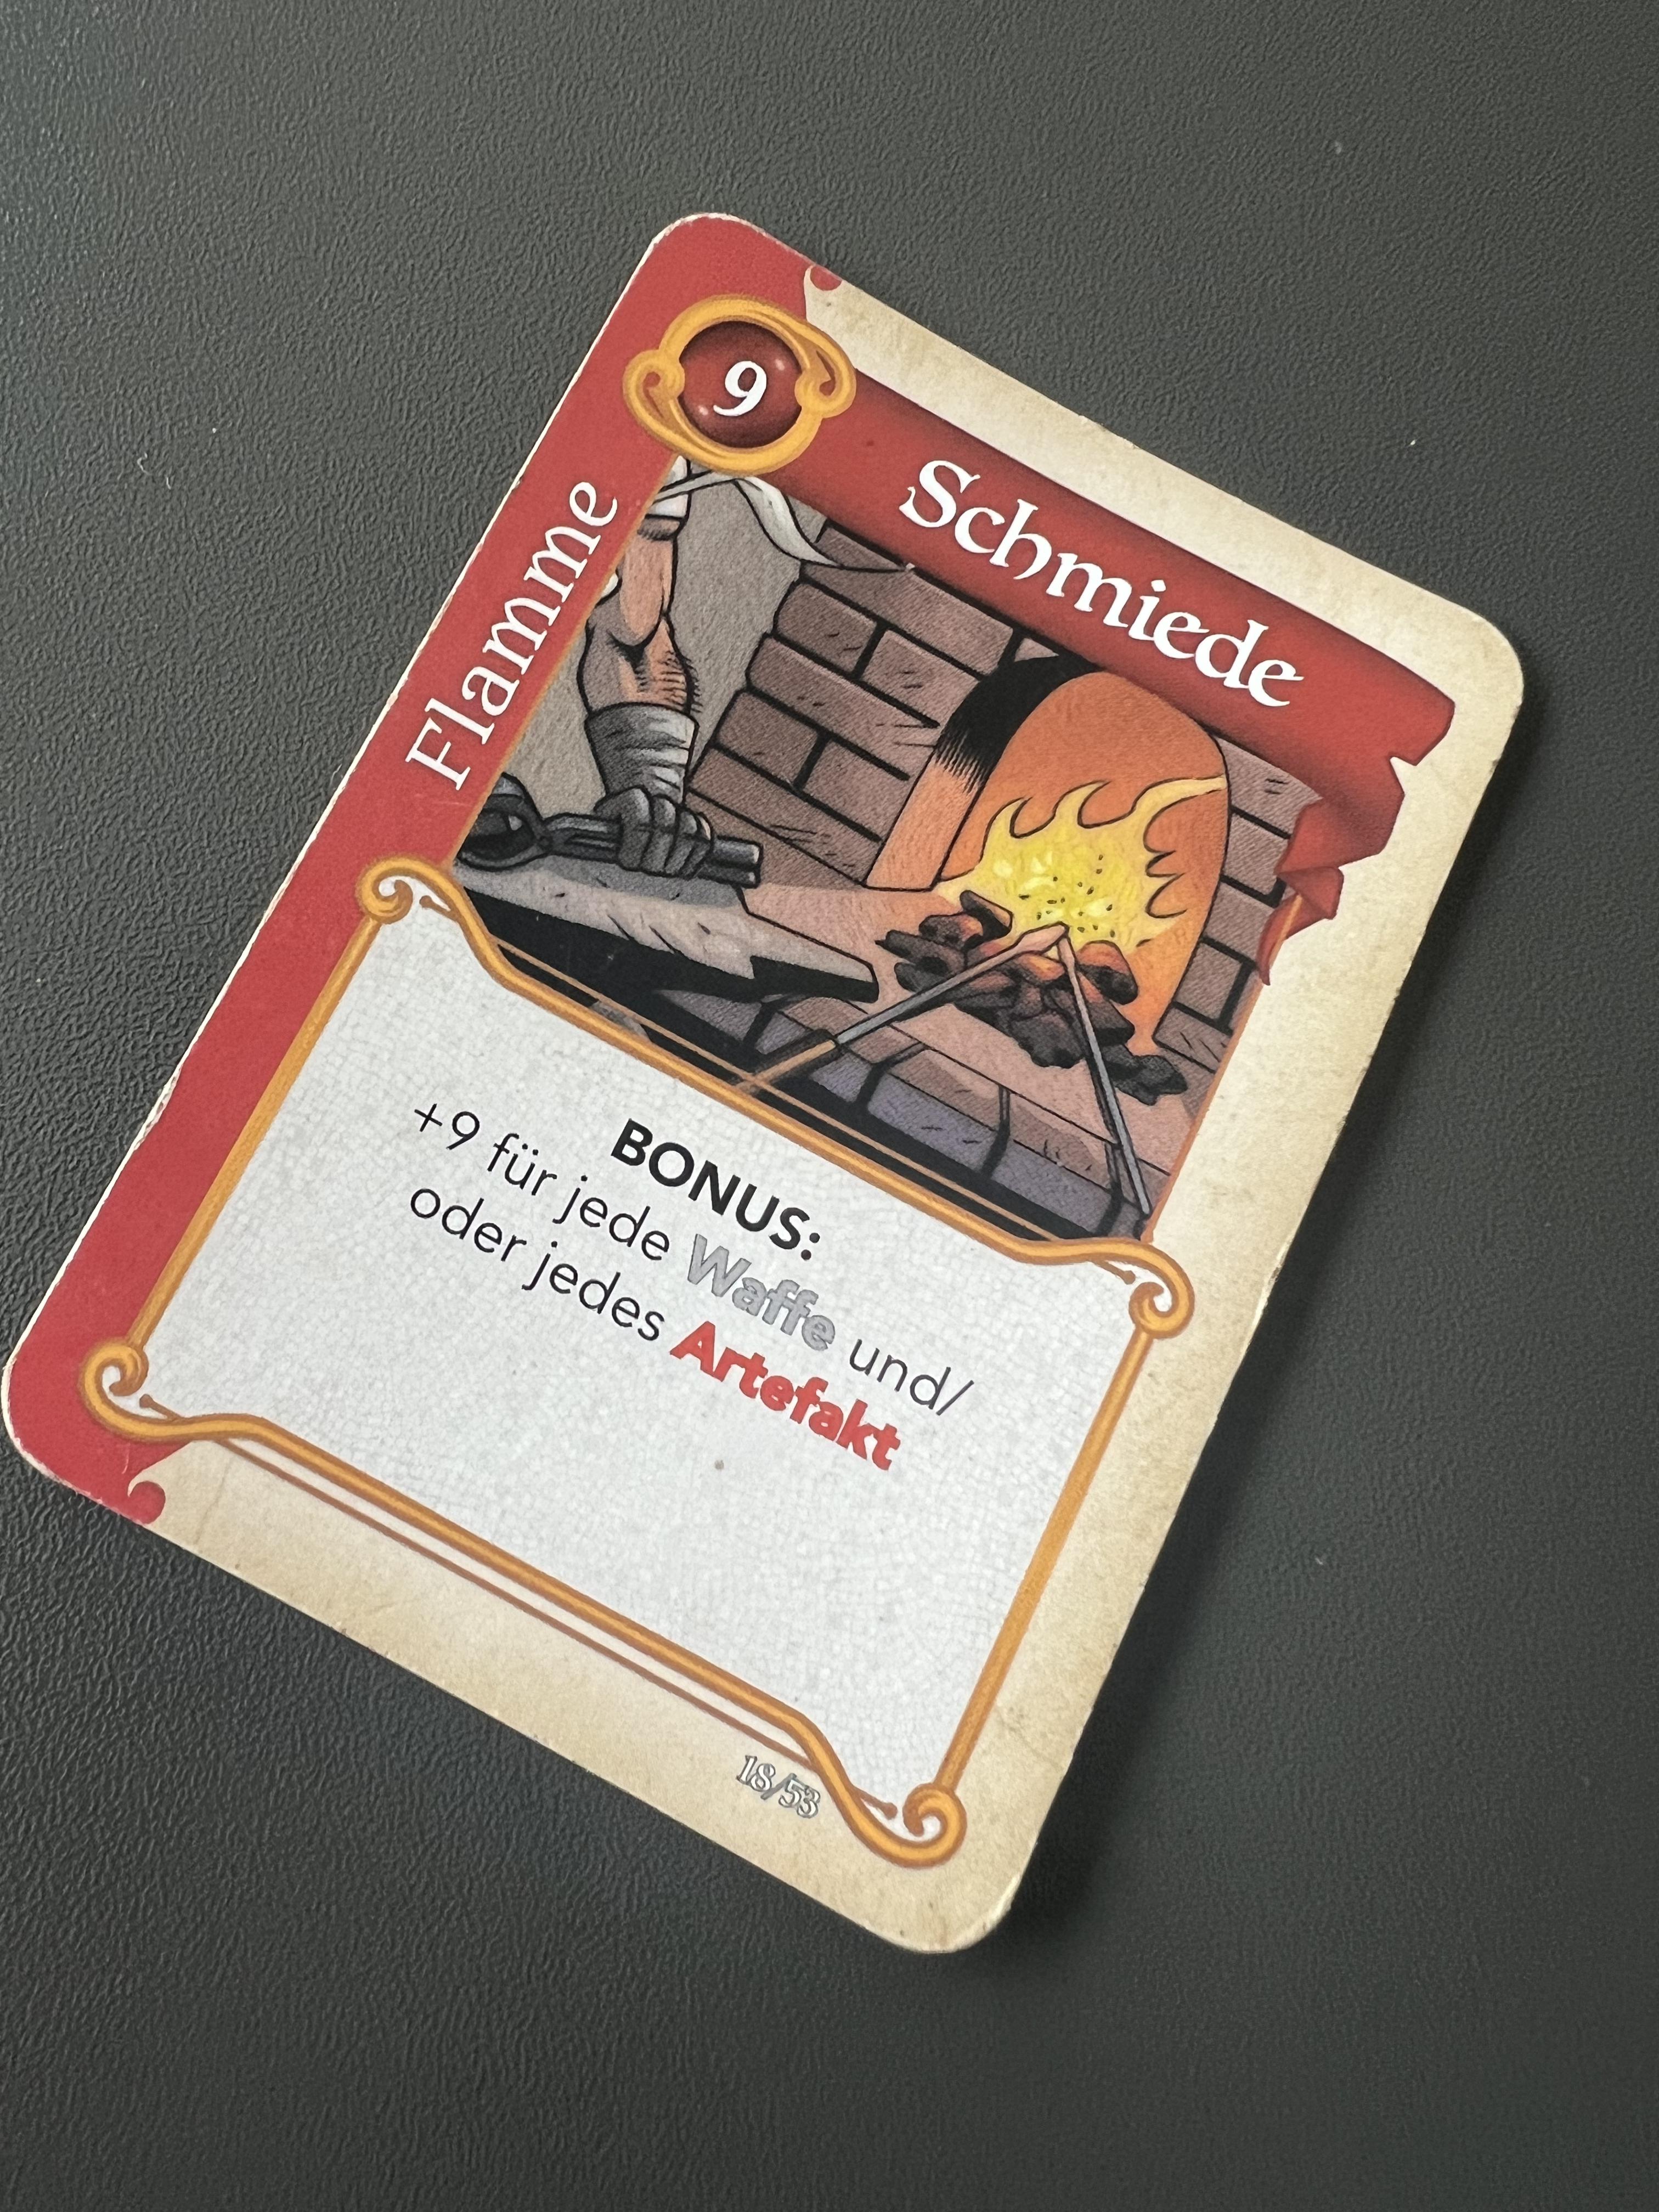 9
Schmiede
Flamme
BONUS:
+9 für jede Waffe und/
oder jedes Artefakt
18/53